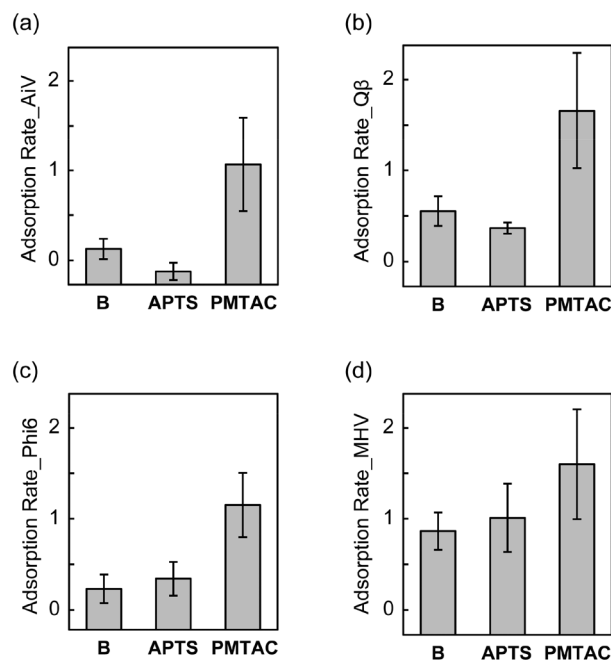 (a)
Adsorption Rate_AiV
2
1
0
B APTS PMTAC
(b)
Adsorption Rate_Qβ
2
1
0
B APTS PMTAC
(c)
Adsorption Rate_Phi6
2
1
0
B APTS PMTAC
(d)
Adsorption Rate_MHV
2
1
0
B APTS PMTAC